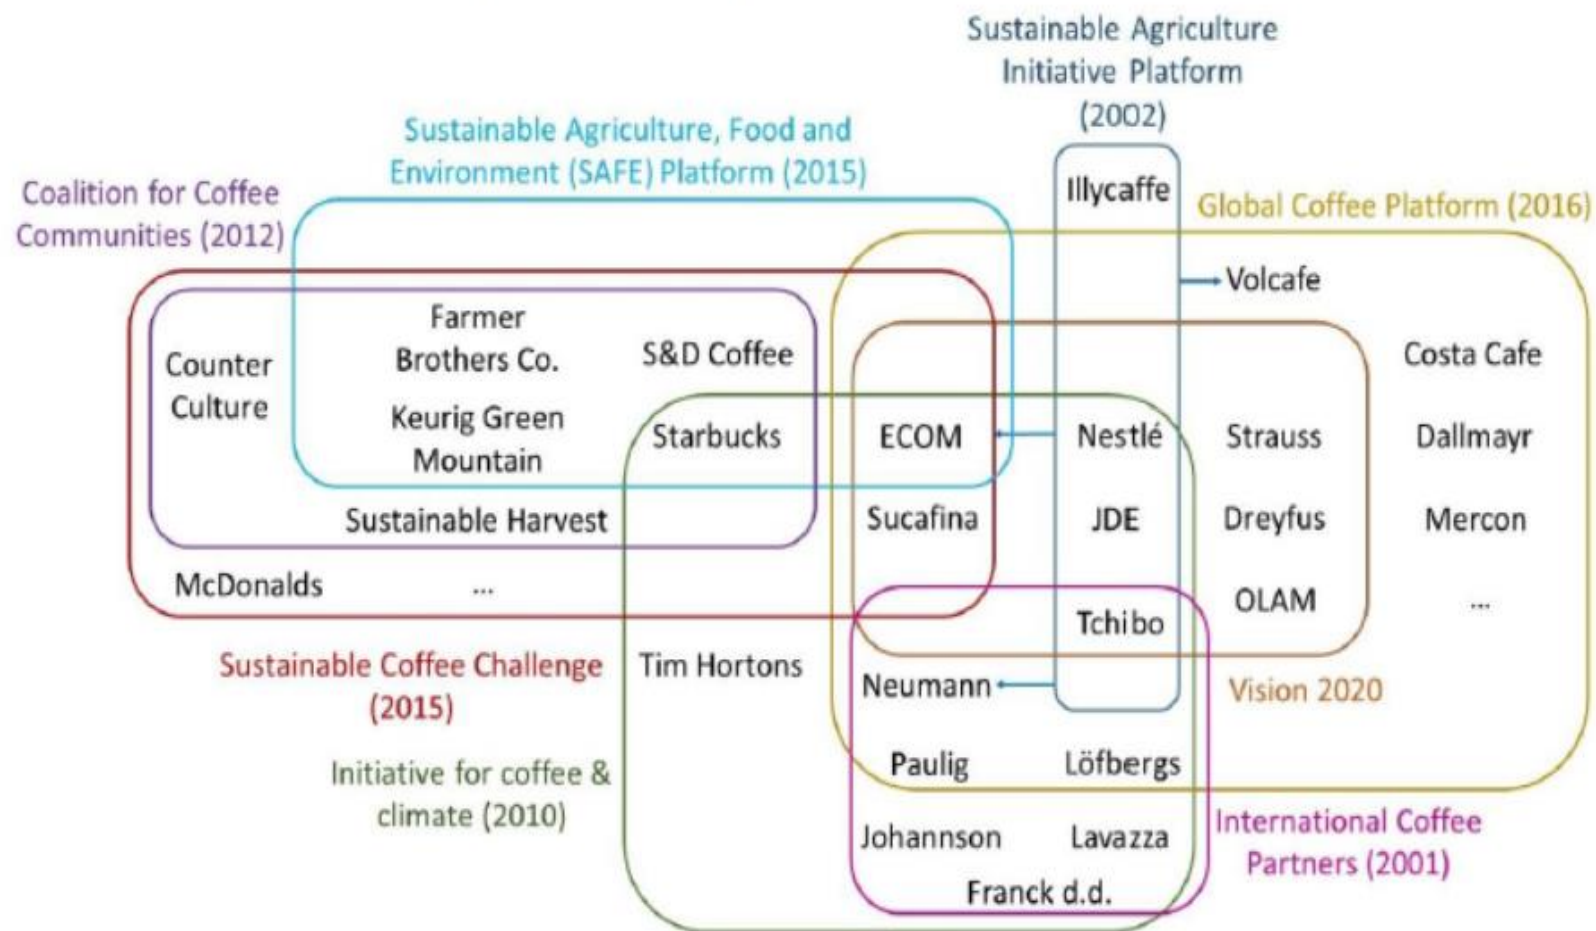 Sustainable Agriculture
Initiative Platform
(2002)
Sustainable Agriculture, Food and
Environment (SAFE) Platform (2015)
Coalition for Coffee
Communities (2012)
Illycaffe
Global Coffee Platform (2016)
Volcafe
Farmer
Brothers Co.
S&D Coffee
Counter
Culture
Costa Cafe
Keurig Green
Mountain
Starbucks
ECOM
Nestlé
Strauss
Dallmayr
Sustainable Harvest
Sucafina
JDE
Dreyfus
Mercon
McDonalds
...
Tchibo
OLAM
...
Sustainable Coffee Challenge
(2015)
Tim Hortons
Neumann
Vision 2020
Initiative for coffee &
climate (2010)
Paulig
Löfbergs
Johannson
Lavazza
International Coffee
Partners (2001)
Franck d.d.